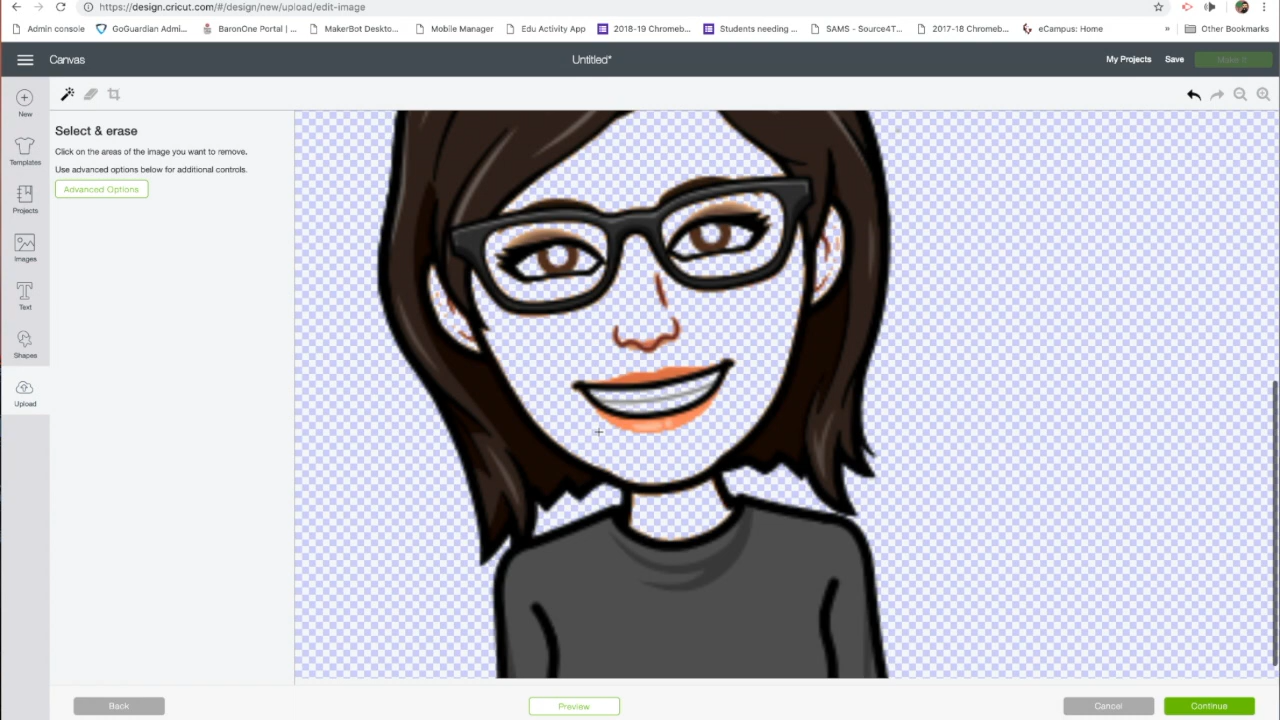 https://design.cricut.com/#/design/new/upload/edit-image
Admin console GoGuardian Admi... BaronOne Portal | ... MakerBot Deskto... Mobile Manager Edu Activity App 2018-19 Chromeb... Students needing ... SAMS - Source4T... 2017-18 Chromeb... eCampus: Home » Other Bookmarks
Canvas Untitled* My Projects Save Make It
New
Templates
Projects
Images
Text
Shapes
Upload
Select & erase
Click on the areas of the image you want to remove.
Use advanced options below for additional controls.
Advanced Options
Back Preview Cancel Continue